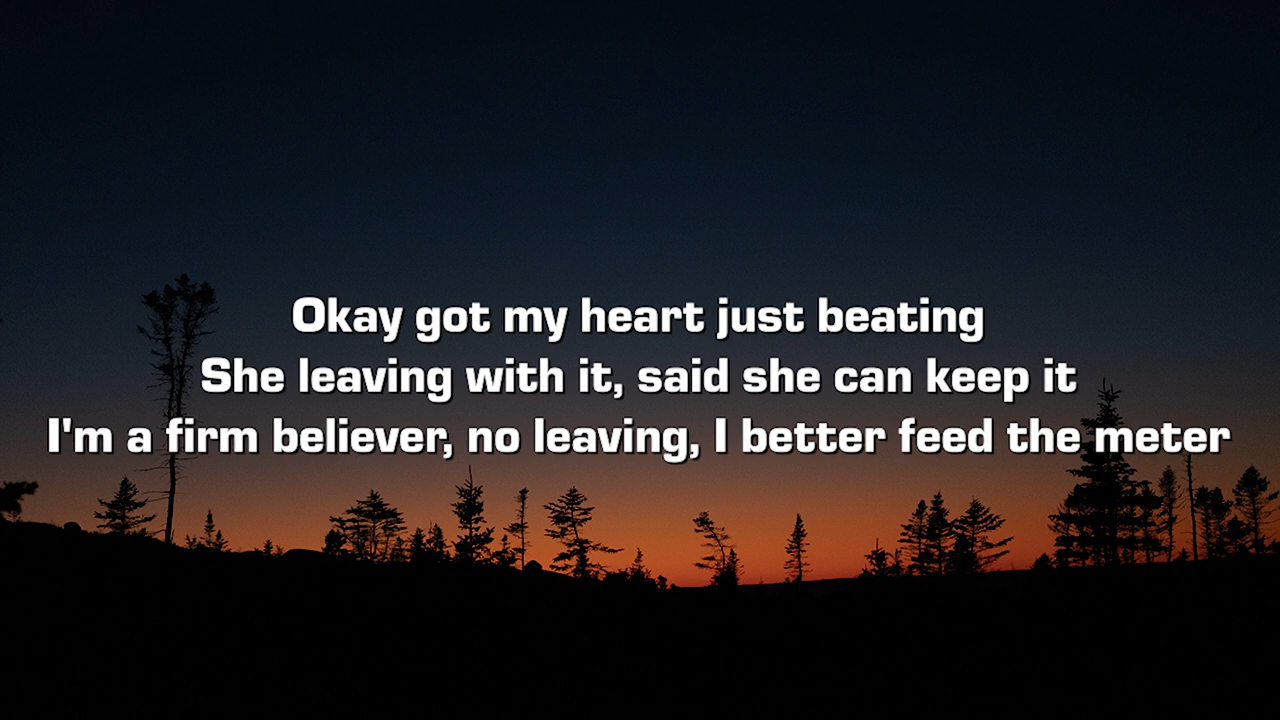 Okay got my heart just beating
She leaving with it, said she can keep it
I'm a firm believer, no leaving, I better feed the meter